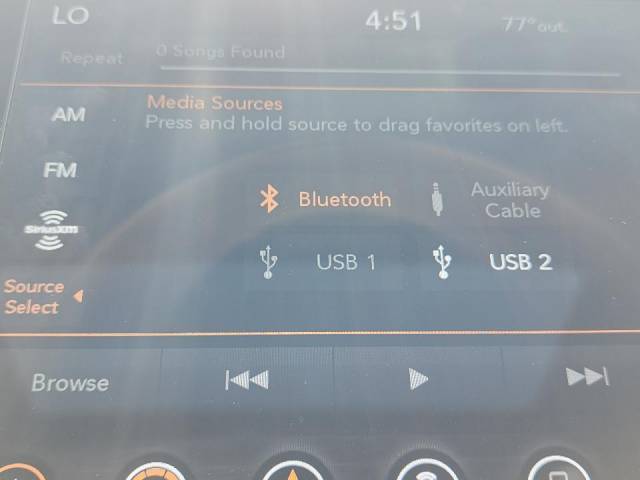 LO 4:51 77° out.
Repeat 0 Songs Found
AM Media Sources
Press and hold source to drag favorites on left.
FM
Bluetooth Auxiliary Cable
SiriusXM
USB 1 USB 2
Source
Select
Browse